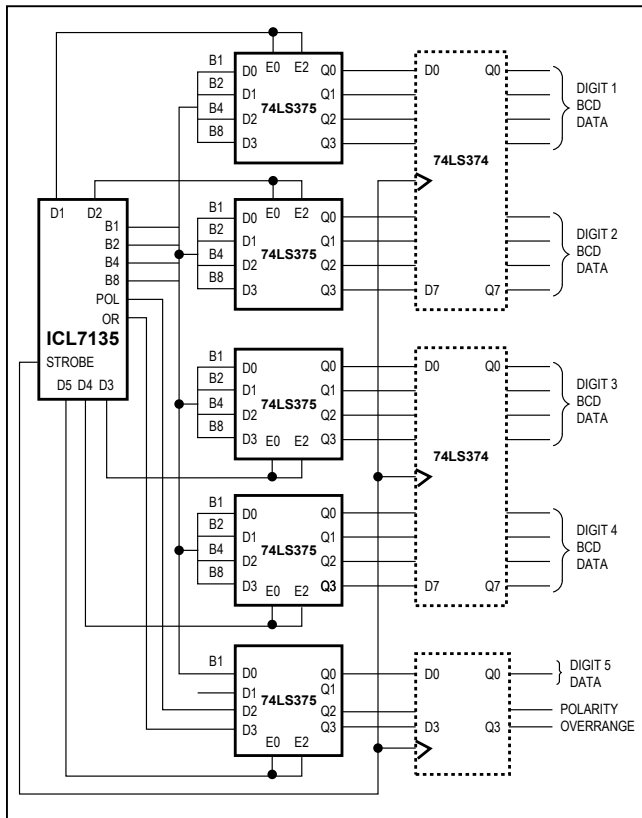 B1
B2
B4
B8
E0 E2
D0 Q0
D1 Q1
74LS375
D2 Q2
D3 Q3
D0 Q0
74LS374
DIGIT 1
BCD
DATA
D1 D2
B1
B2
B4
B8
POL
OR
ICL7135
STROBE
D5 D4 D3
B1
B2
B4
B8
E0 E2
D0 Q0
D1 Q1
74LS375
D2 Q2
D3 Q3
D7 Q7
DIGIT 2
BCD
DATA
B1
B2
B4
B8
D0 Q0
D1 Q1
74LS375
D2 Q2
D3 Q3
E0 E2
D0 Q0
74LS374
DIGIT 3
BCD
DATA
B1
B2
B4
B8
D0 Q0
D1 Q1
74LS375
D2 Q2
D3 Q3
E0 E2
D7 Q7
DIGIT 4
BCD
DATA
B1
D0 Q0
D1 Q1
74LS375
D2 Q2
D3 Q3
E0 E2
D0 Q0
D3 Q3
DIGIT 5
DATA
POLARITY
OVERRANGE